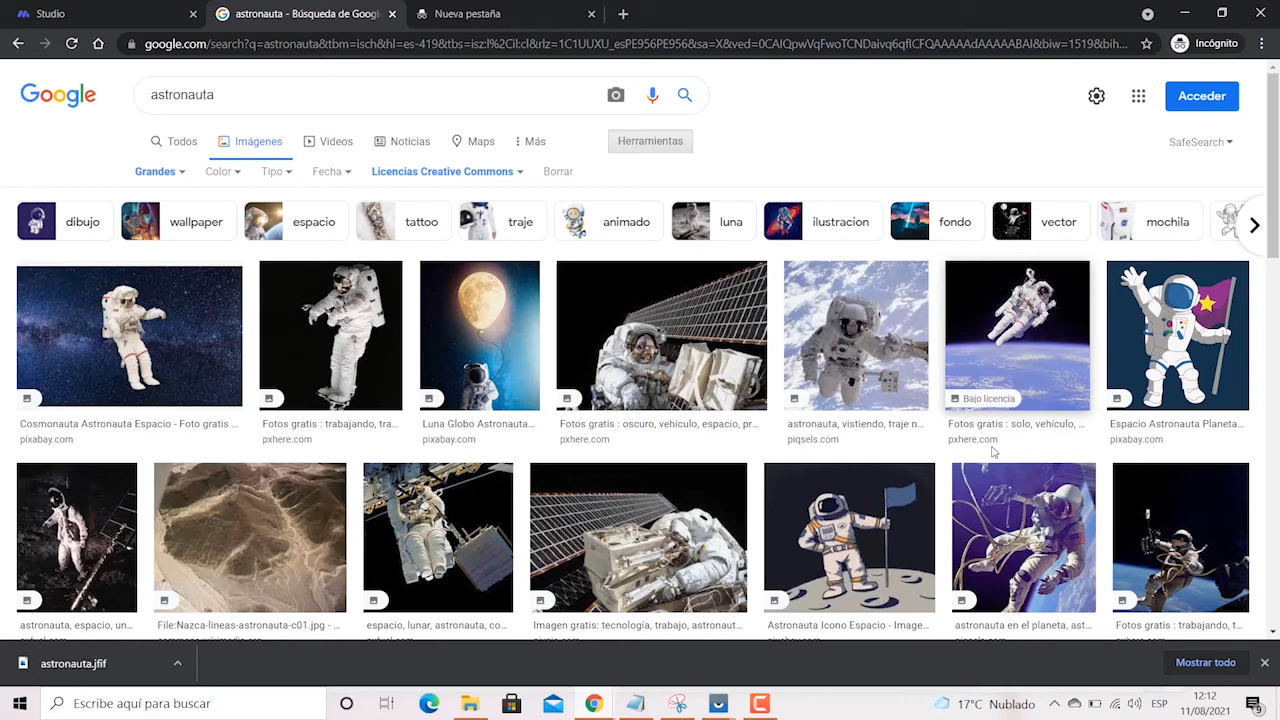 Studio
astronauta - Búsqueda de Google
Nueva pestaña
google.com/search?q=astronauta&tbm=isch&hl=es-419&tbs=isz:l%2Cil:cl&rlz=1C1UUXU_esPE956PE956&sa=X&ved=0CAIQpwVqFwoTCNDaivq6qfICFQAAAAAdAAAAABAI&biw=1519&bih...
Incógnito
Google
astronauta
Acceder
Todos
Imágenes
Videos
Noticias
Maps
Más
Herramientas
SafeSearch
Grandes
Color
Tipo
Fecha
Licencias Creative Commons
Borrar
dibujo
wallpaper
espacio
tattoo
traje
animado
luna
ilustracion
fondo
vector
mochila
Bajo licencia
Cosmonauta Astronauta Espacio - Foto gratis ...
Fotos gratis : trabajando, tra...
Luna Globo Astronauta...
Fotos gratis : oscuro, vehículo, espacio, pr...
astronauta, vistiendo, traje n...
Fotos gratis : solo, vehículo, ...
Espacio Astronauta Planeta...
pixabay.com
pxhere.com
pixabay.com
pxhere.com
piqsels.com
pxhere.com
pixabay.com
astronauta, espacio, un...
File:Nazca-lineas-astronauta-c01.jpg - ...
espacio, lunar, astronauta, co...
Imagen gratis: tecnología, trabajo, astronaut...
Astronauta Icono Espacio - Image...
astronauta en el planeta, ast...
Fotos gratis : trabajando, t...
astronauta.jfif
Mostrar todo
Escribe aquí para buscar
17°C Nublado
ESP
12:12
11/08/2021
9